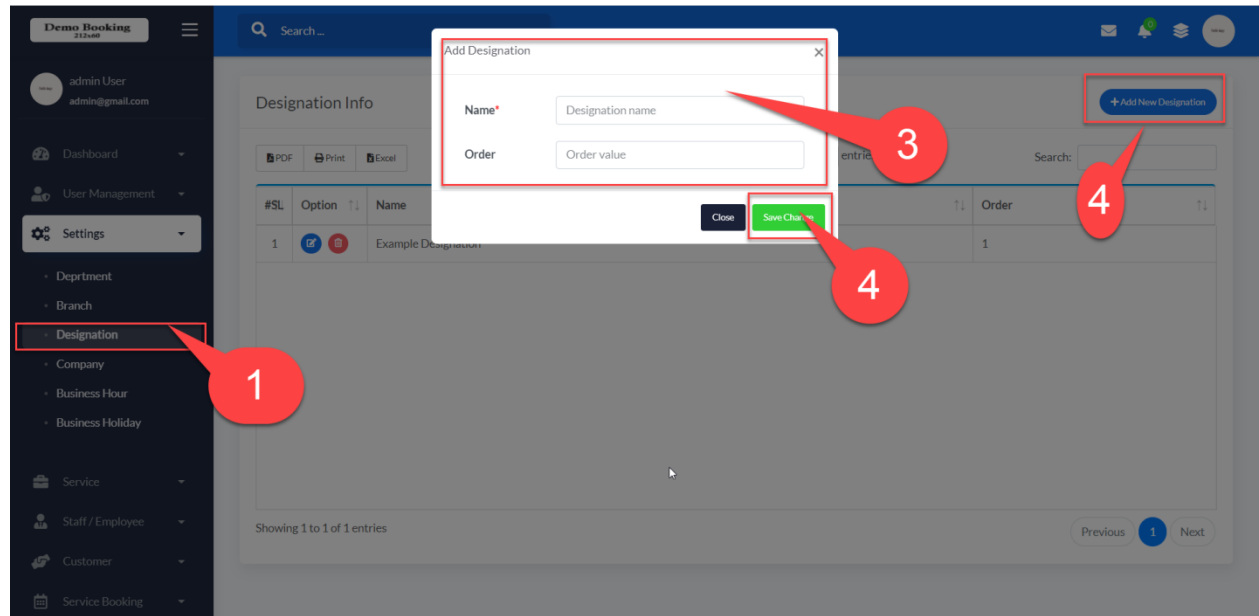 Demo Booking
212x60
Search ...
admin User
admin@gmail.com
Add Designation
×
Designation Info
+Add New Designation
Name*
Designation name
Order
Order value
3
4
Dashboard
User Management
Settings
Deprtment
Branch
Designation
Company
Business Hour
Business Holiday
Service
Staff / Employee
Customer
Service Booking
PDF Print Excel
Search:
#SL Option Name Order
4
Close
1 Example Designation 1
4
1
Showing 1 to 1 of 1 entries
Previous 1 Next